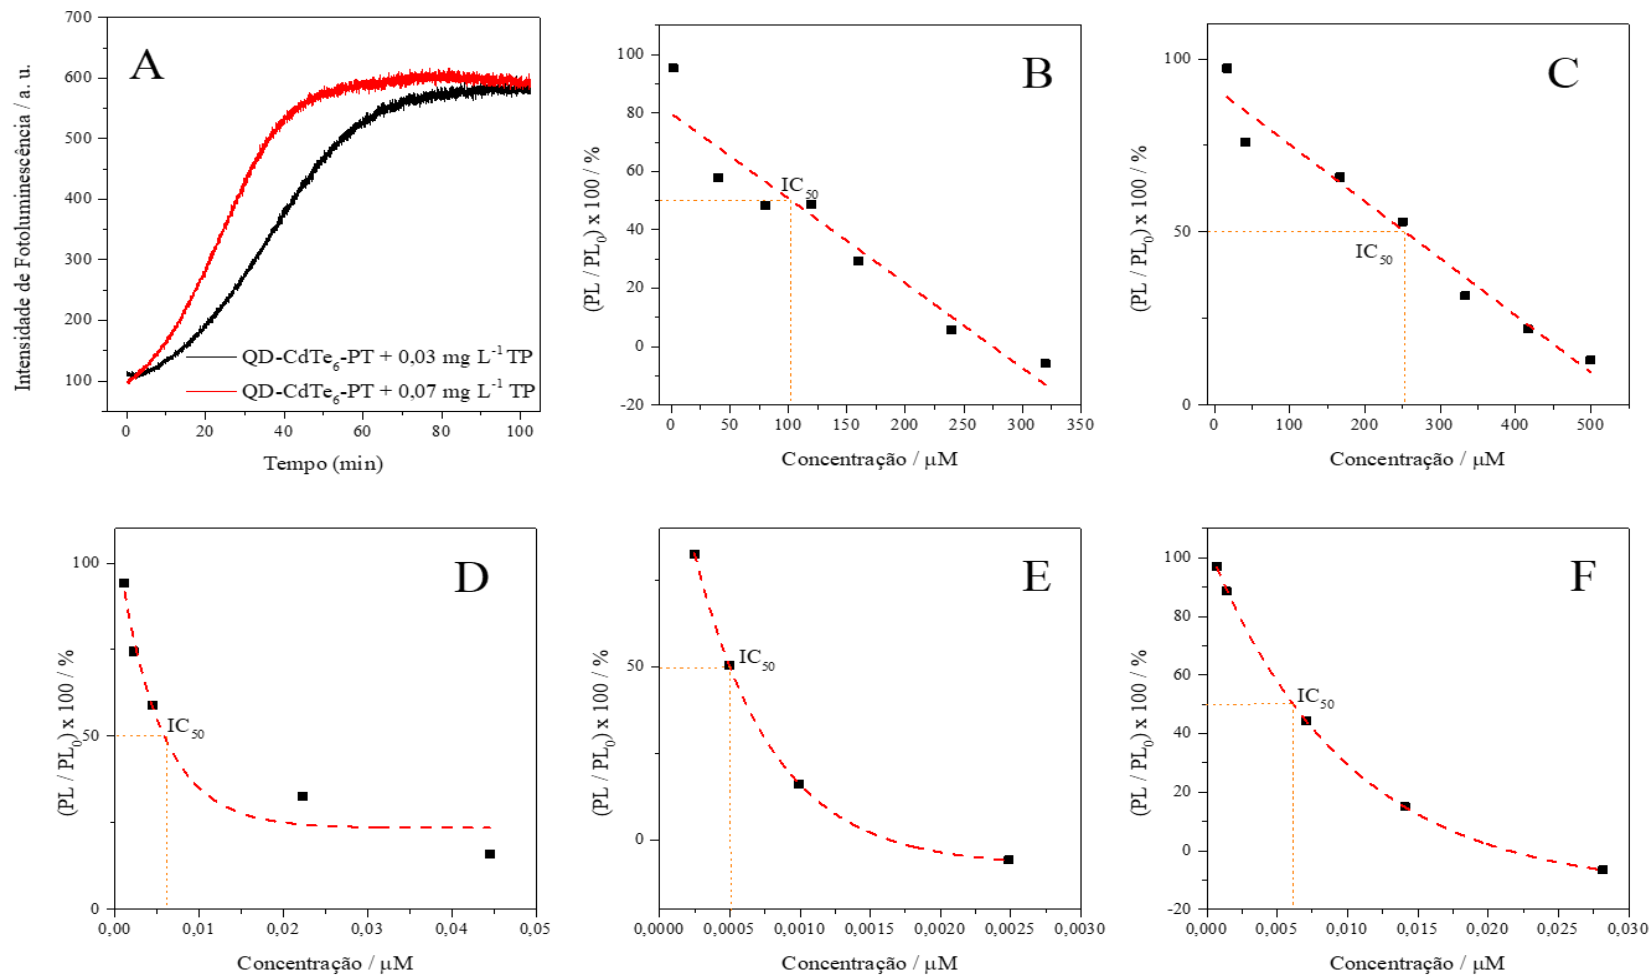 A
Intensidade de Fotoluminescência / a. u.
700
600
500
400
300
200
100
QD-CdTe₆-PT + 0,03 mg L⁻¹ TP
QD-CdTe₆-PT + 0,07 mg L⁻¹ TP
0 20 40 60 80 100
Tempo (min)
B
(PL / PL₀) x 100 / %
100
80
60
40
20
0
-20
IC₅₀
0 50 100 150 200 250 300 350
Concentração / µM
C
(PL / PL₀) x 100 / %
100
50
0
IC₅₀
0 100 200 300 400 500
Concentração / µM
D
(PL / PL₀) x 100 / %
100
50
0
IC₅₀
0,00 0,01 0,02 0,03 0,04 0,05
Concentração / µM
E
(PL / PL₀) x 100 / %
50
0
IC₅₀
0,0000 0,0005 0,0010 0,0015 0,0020 0,0025 0,0030
Concentração / µM
F
(PL / PL₀) x 100 / %
100
80
60
40
20
0
-20
IC₅₀
0,000 0,005 0,010 0,015 0,020 0,025 0,030
Concentração / µM